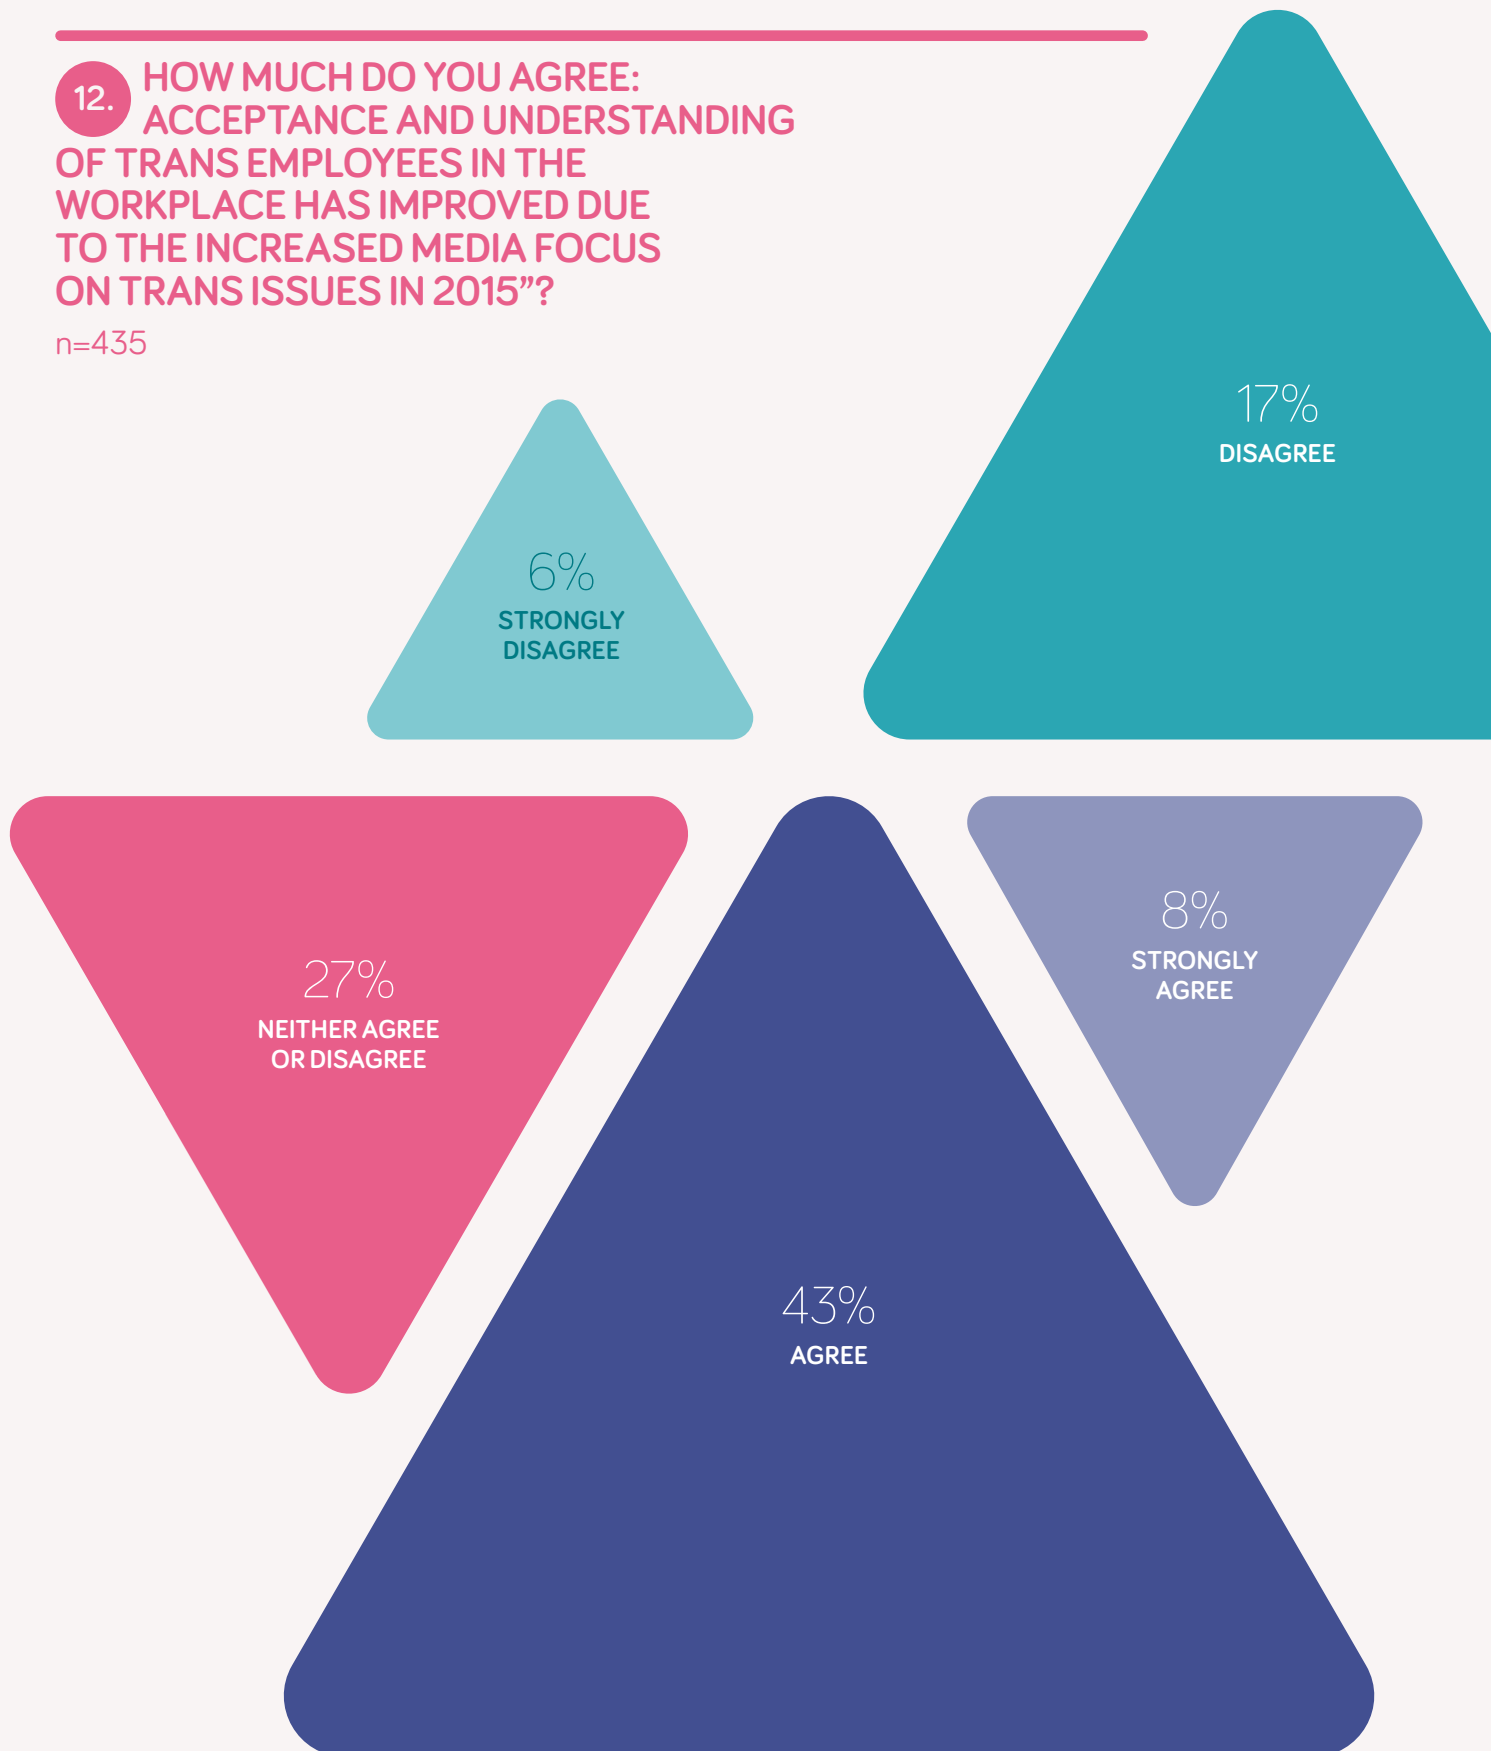 12. HOW MUCH DO YOU AGREE:
ACCEPTANCE AND UNDERSTANDING
OF TRANS EMPLOYEES IN THE
WORKPLACE HAS IMPROVED DUE
TO THE INCREASED MEDIA FOCUS
ON TRANS ISSUES IN 2015”?
n=435
17%
DISAGREE
6%
STRONGLY
DISAGREE
27%
NEITHER AGREE
OR DISAGREE
43%
AGREE
8%
STRONGLY
AGREE